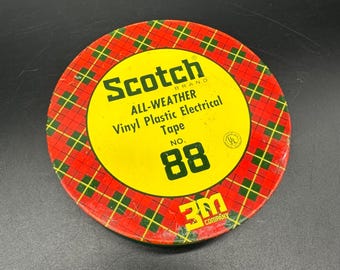 Scotch
BRAND
ALL-WEATHER
Vinyl Plastic Electrical
Tape
NO.
88
3M
COMPANY